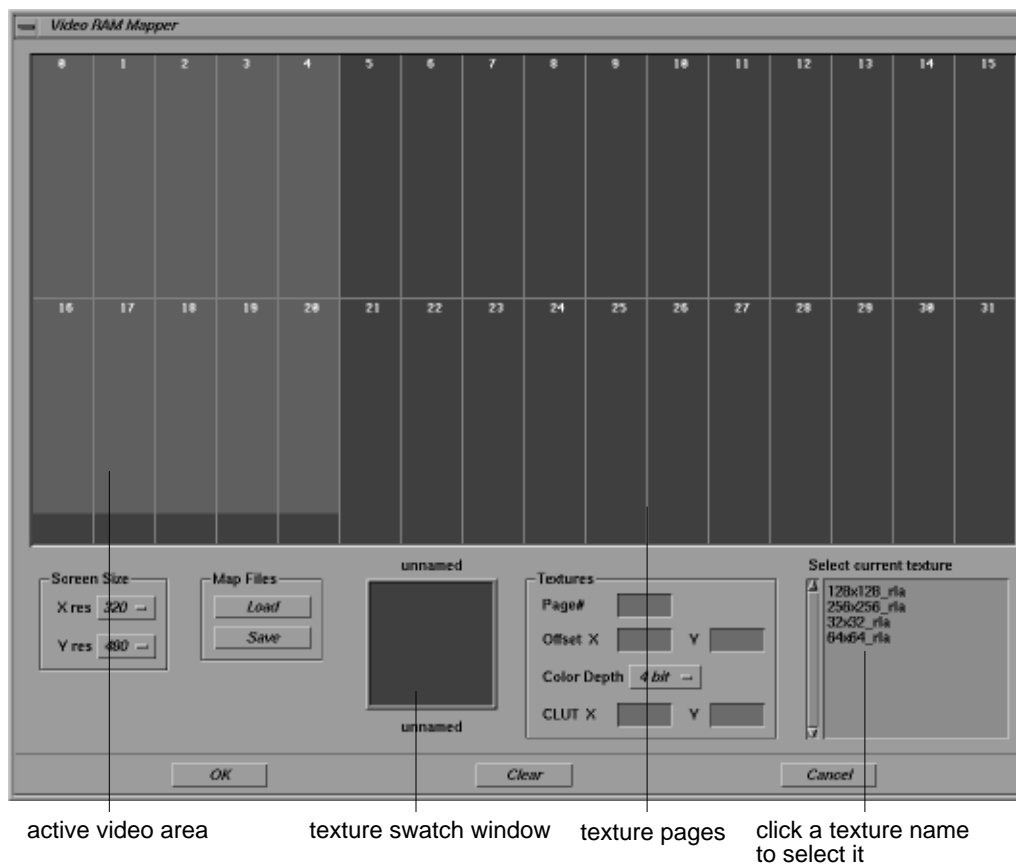 Video RAM Mapper
0 1 2 3 4 5 6 7 8 9 10 11 12 13 14 15
16 17 18 19 20 21 22 23 24 25 26 27 28 29 30 31
Screen Size
X res 320
Y res 480
Map Files
Load
Save
unnamed
unnamed
Textures
Page#
Offset X Y
Color Depth 4 bit
CLUT X Y
Select current texture
128x128_rla
256x256_rla
32x32_rla
64x64_rla
OK Clear Cancel
active video area
texture swatch window
texture pages
click a texture name
to select it